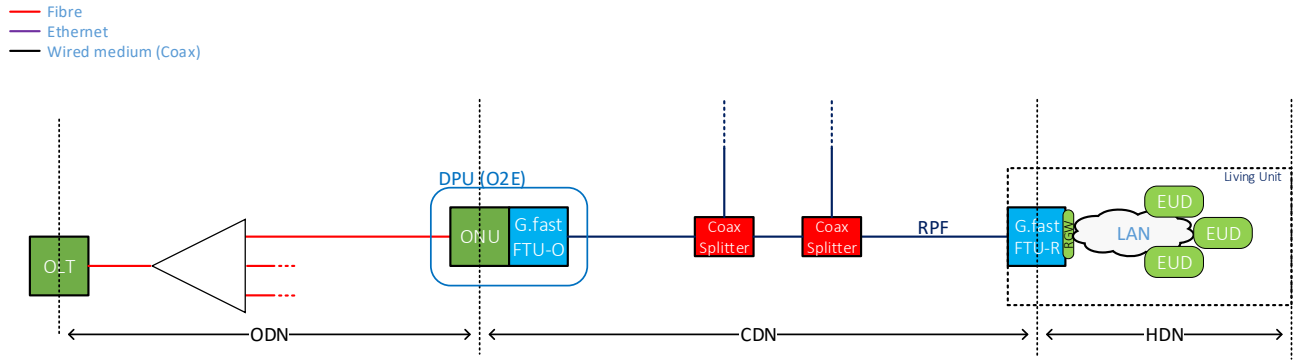 Fibre
Ethernet
Wired medium (Coax)
DPU (O2E)
Living Unit
OLT
ONU
G.fast
FTU-O
Coax
Splitter
Coax
Splitter
RPF
G.fast
FTU-R
RGW
LAN
EUD
EUD
EUD
ODN
CDN
HDN